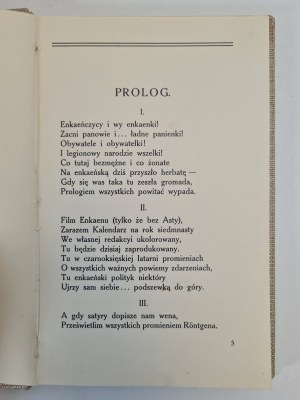 PROLOG.
I.
Enkaeńczycy i wy enkaenki!
Zacni panowie i... ładne panienki!
Obywatele i obywatelki!
I legionowy narodzie wszelki!
Co tutaj bezmężne i co żonate
Na enkaeńską dziś przyszło herbatę —
Gdy się was taka tu zeszła gromada,
Prologiem wszystkich powitać wypada.
II.
Film Enkaenu (tylko że bez Asty),
Zarazem Kalendarz na rok siedmnasty
We własnej redakcyi ukolorowany,
Tu będzie dzisiaj zaprodukowany.
Tu w czarnoksięskiej latarni promieniach
O wszystkich ważnych powiemy zdarzeniach,
Tu enkaeński polityk niektóry
Ujrzy sam siebie... podszewką do góry.
III.
A gdy satyry dopisze nam wena,
Prześwietlim wszystkich promieniem Röntgena.
5